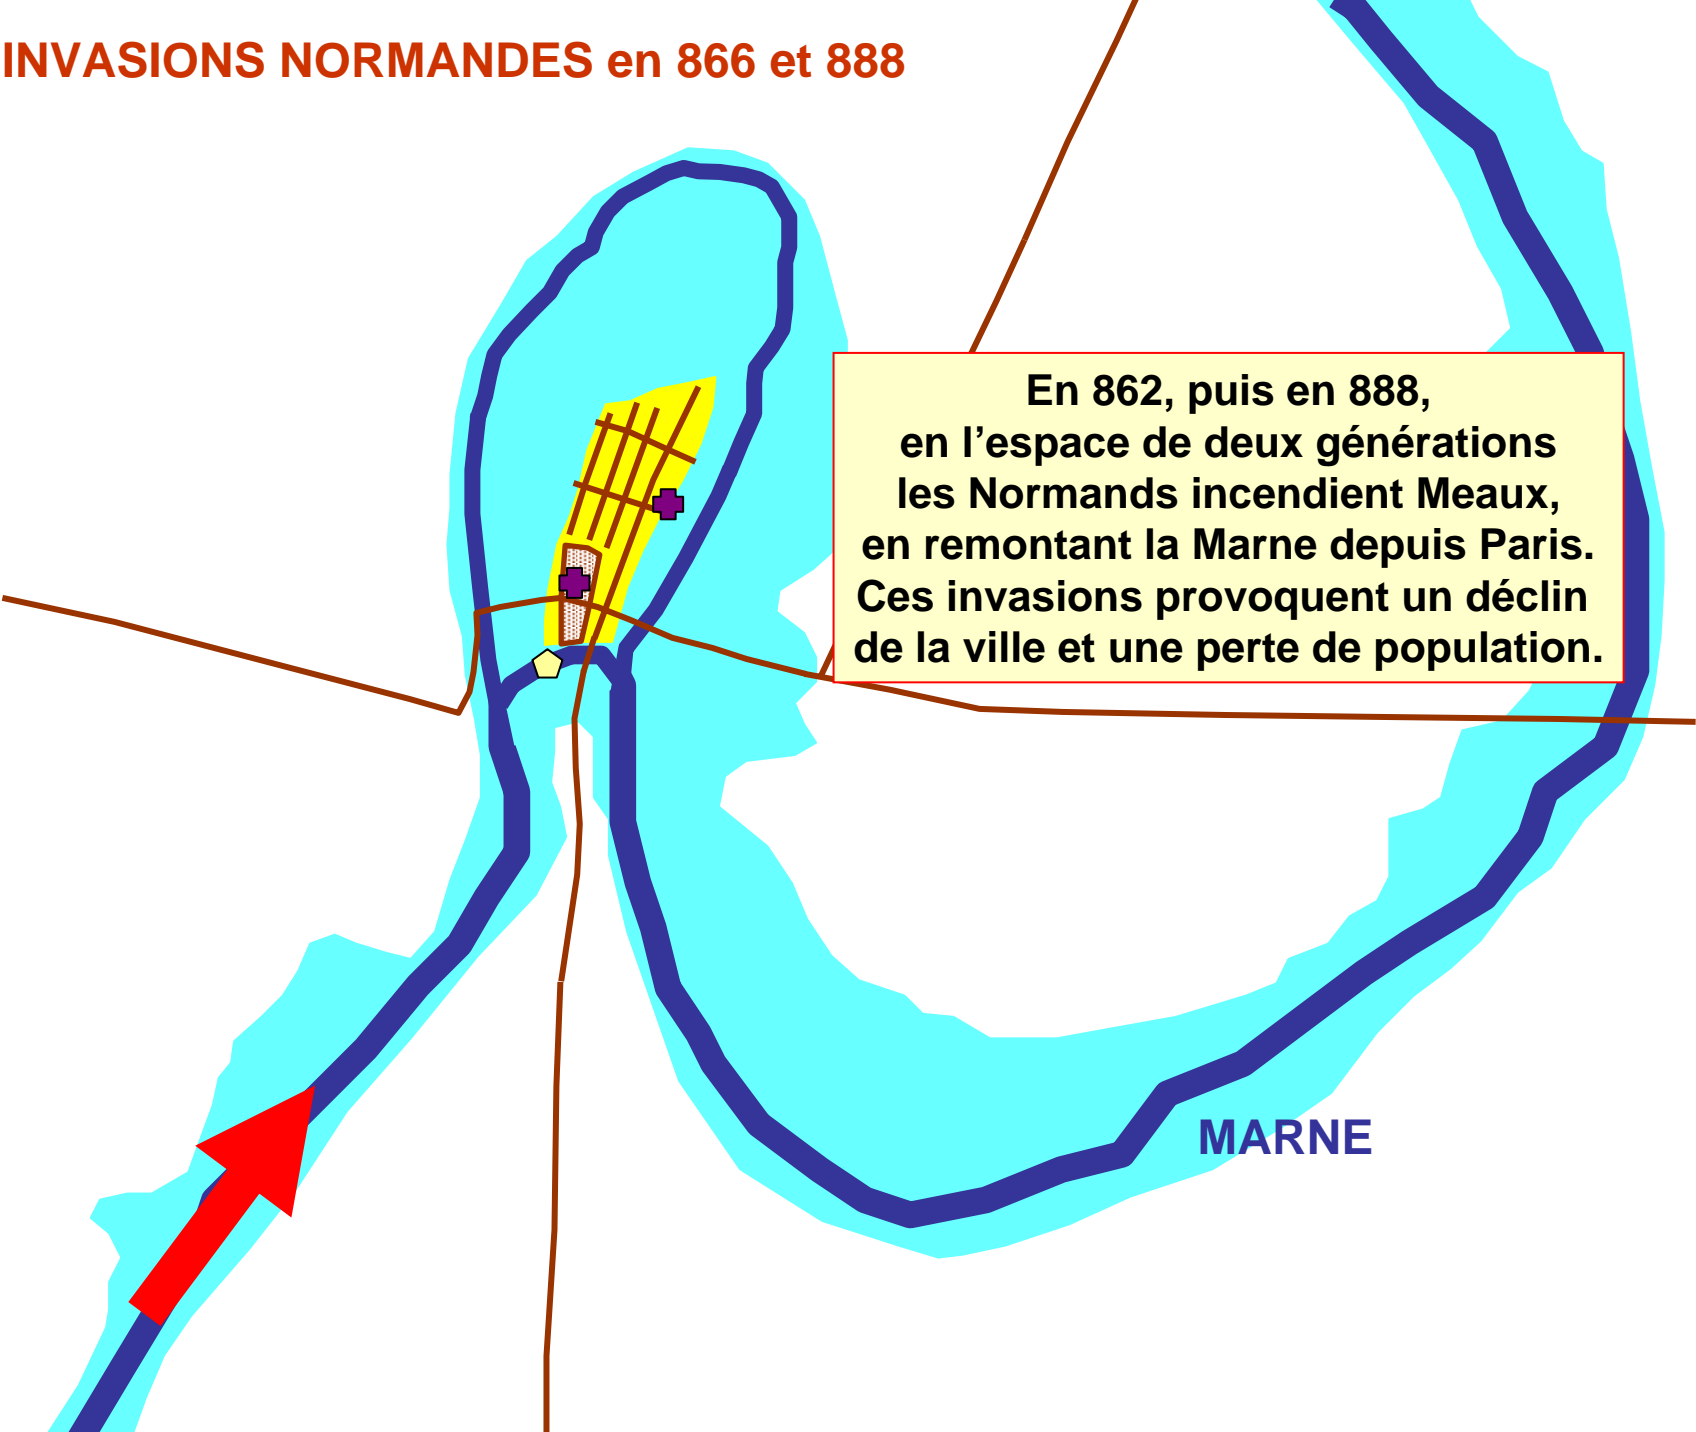 INVASIONS NORMANDES en 866 et 888
En 862, puis en 888,
en l’espace de deux générations
les Normands incendient Meaux,
en remontant la Marne depuis Paris.
Ces invasions provoquent un déclin
de la ville et une perte de population.
MARNE